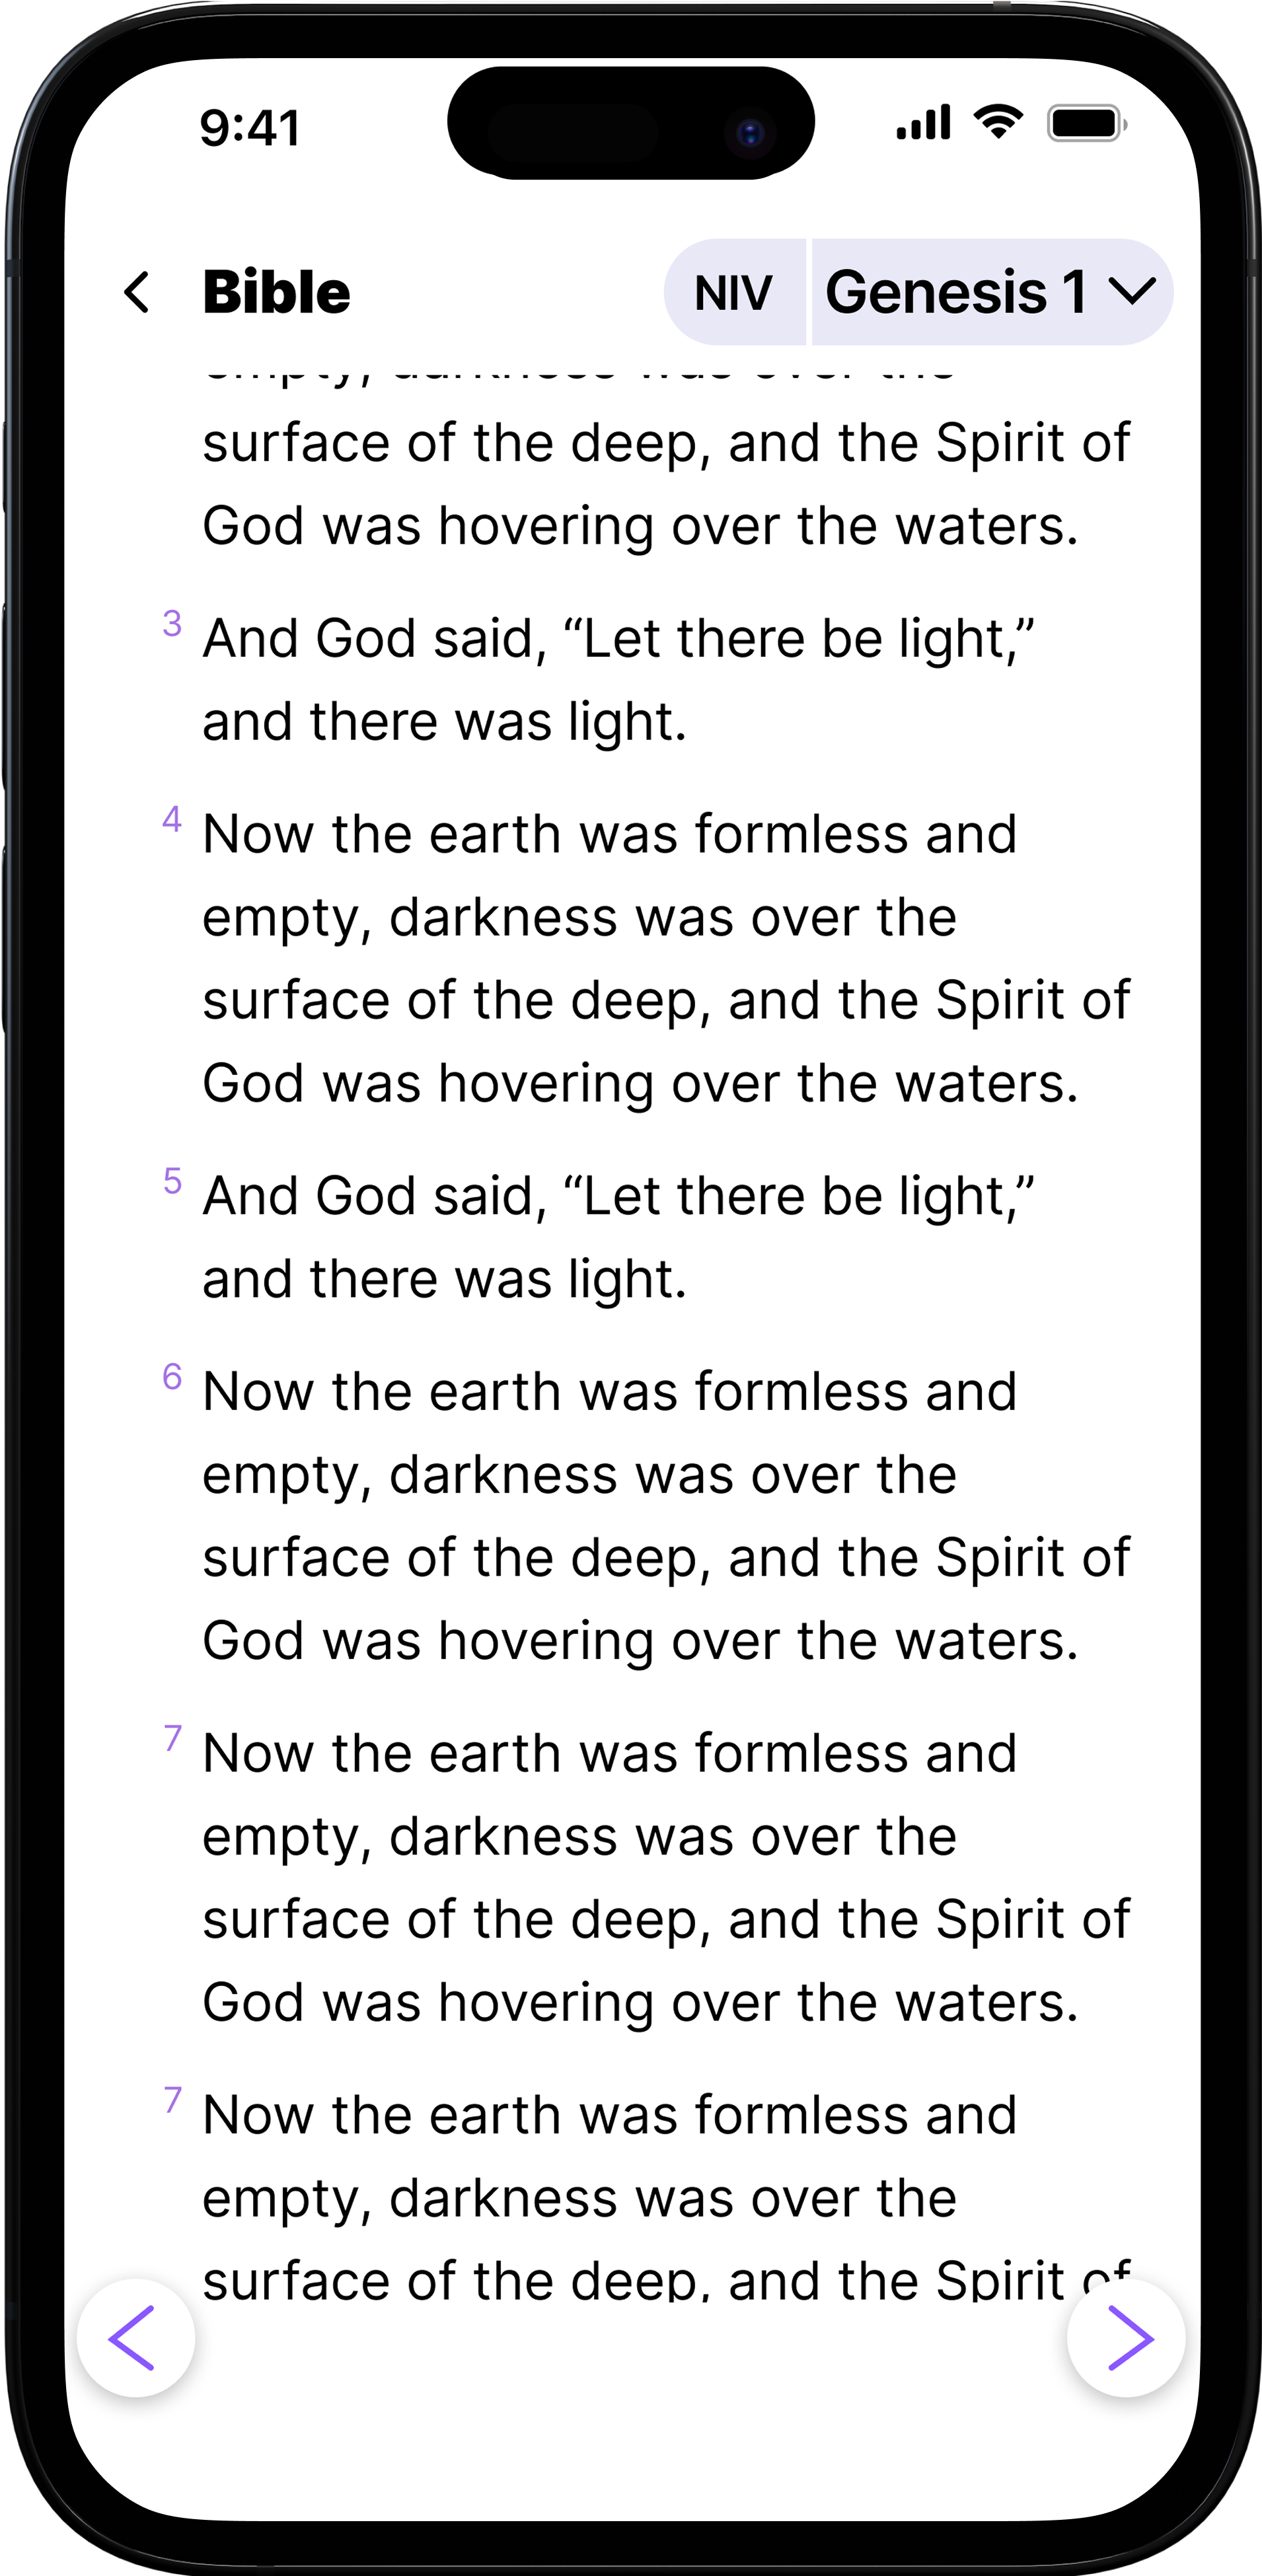 9:41
Bible
NIV Genesis 1
empty, darkness was over the
surface of the deep, and the Spirit of
God was hovering over the waters.
3 And God said, “Let there be light,”
and there was light.
4 Now the earth was formless and
empty, darkness was over the
surface of the deep, and the Spirit of
God was hovering over the waters.
5 And God said, “Let there be light,”
and there was light.
6 Now the earth was formless and
empty, darkness was over the
surface of the deep, and the Spirit of
God was hovering over the waters.
7 Now the earth was formless and
empty, darkness was over the
surface of the deep, and the Spirit of
God was hovering over the waters.
7 Now the earth was formless and
empty, darkness was over the
surface of the deep, and the Spirit of